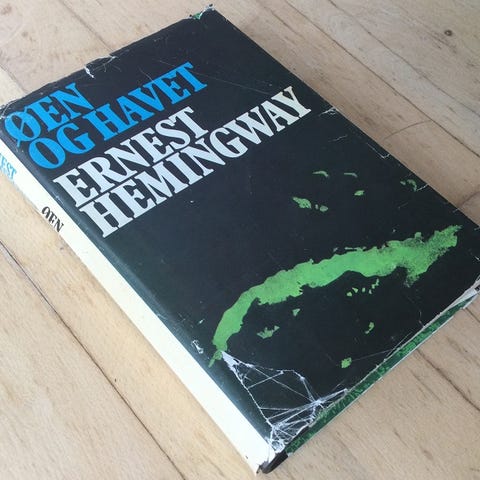 ØEN
OG HAVET
ERNEST
HEMINGWAY
ØEN